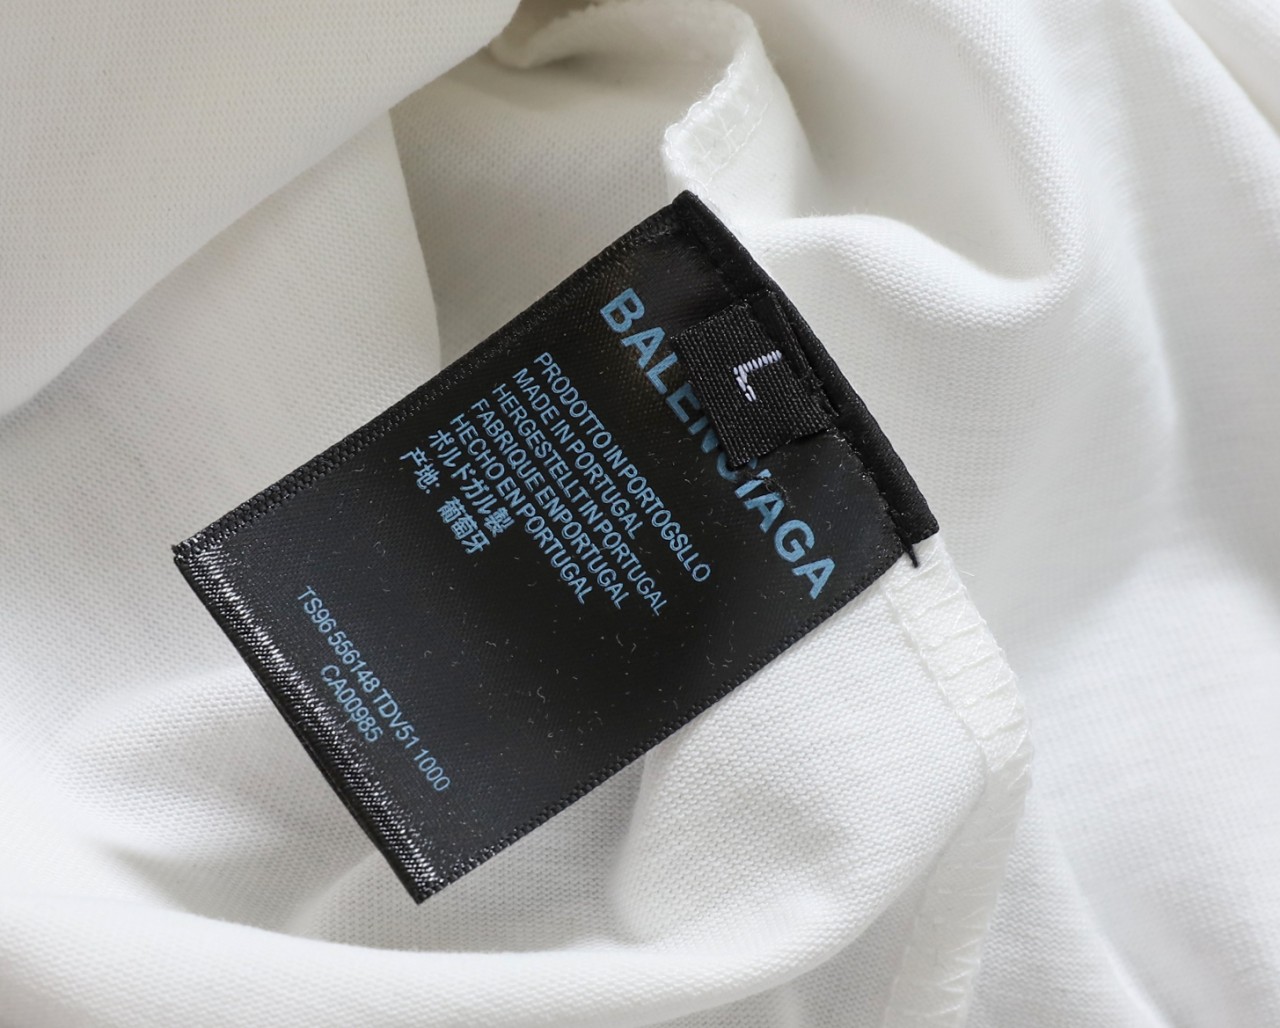 BALENCIAGA
L
PRODOTTO IN PORTOGSLLO
MADE IN PORTUGAL
HERGESTELLT IN PORTUGAL
FABRIQUE EN PORTUGAL
HECHO EN PORTUGAL
ポルドガル製
产地、葡萄牙
TS96 556148 TDV51 1000
CA00985